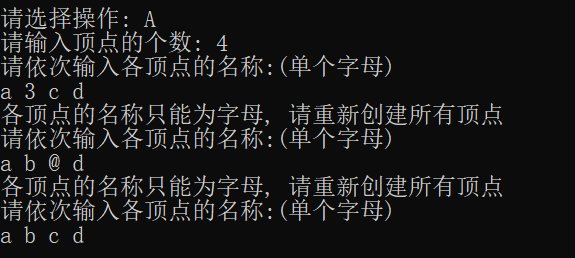 请选择操作: A
请输入顶点的个数: 4
请依次输入各顶点的名称:(单个字母)
a 3 c d
各顶点的名称只能为字母, 请重新创建所有顶点
请依次输入各顶点的名称:(单个字母)
a b @ d
各顶点的名称只能为字母, 请重新创建所有顶点
请依次输入各顶点的名称:(单个字母)
a b c d